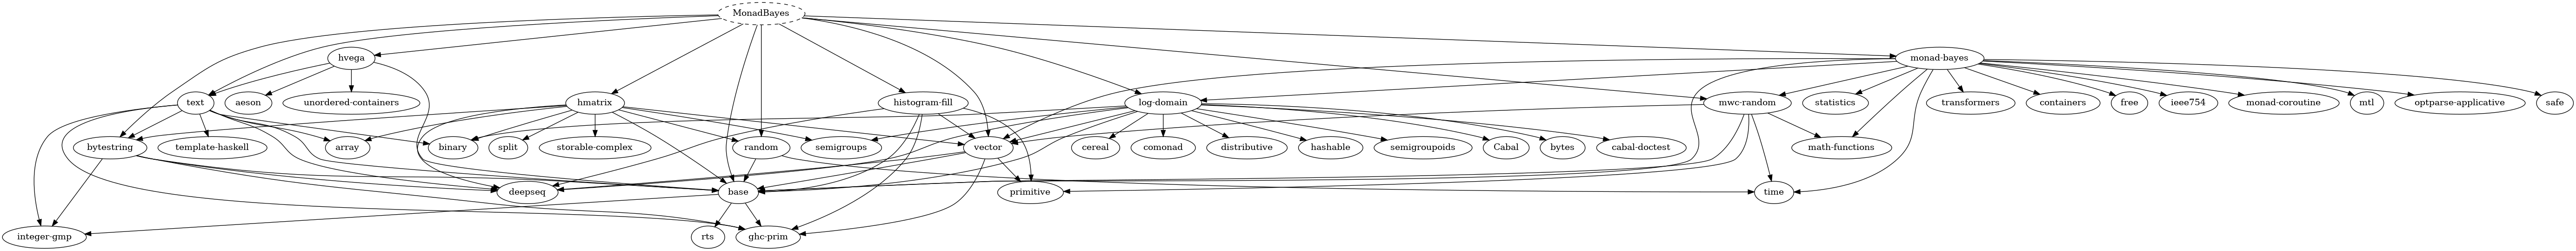 MonadBayes
hvega
monad-bayes
text
aeson
unordered-containers
hmatrix
histogram-fill
log-domain
mwc-random
statistics
transformers
containers
free
ieee754
monad-coroutine
mtl
optparse-applicative
safe
bytestring
template-haskell
array
binary
split
storable-complex
random
semigroups
vector
cereal
comonad
distributive
hashable
semigroupoids
Cabal
bytes
cabal-doctest
math-functions
deepseq
base
primitive
time
integer-gmp
rts
ghc-prim